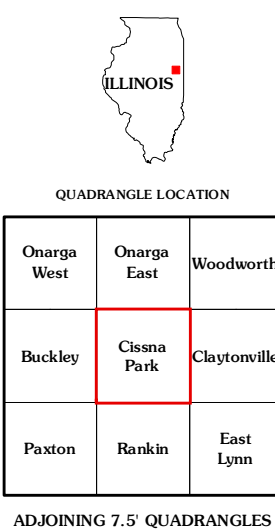 ILLINOIS
QUADRANGLE LOCATION
Onarga West
Onarga East
Woodworth
Buckley
Cissna Park
Claytonville
Paxton
Rankin
East Lynn
ADJOINING 7.5' QUADRANGLES